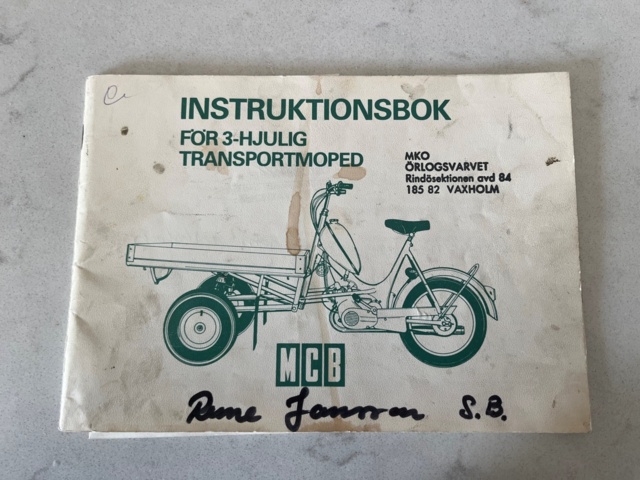 INSTRUKTIONSBOK
FÖR 3-HJULIG
TRANSPORTMOPED
MKO
ÖRLOGSVARVET
Rindösektionen avd 84
185 82 VAXHOLM
MCB
Rune Jansson S.B.